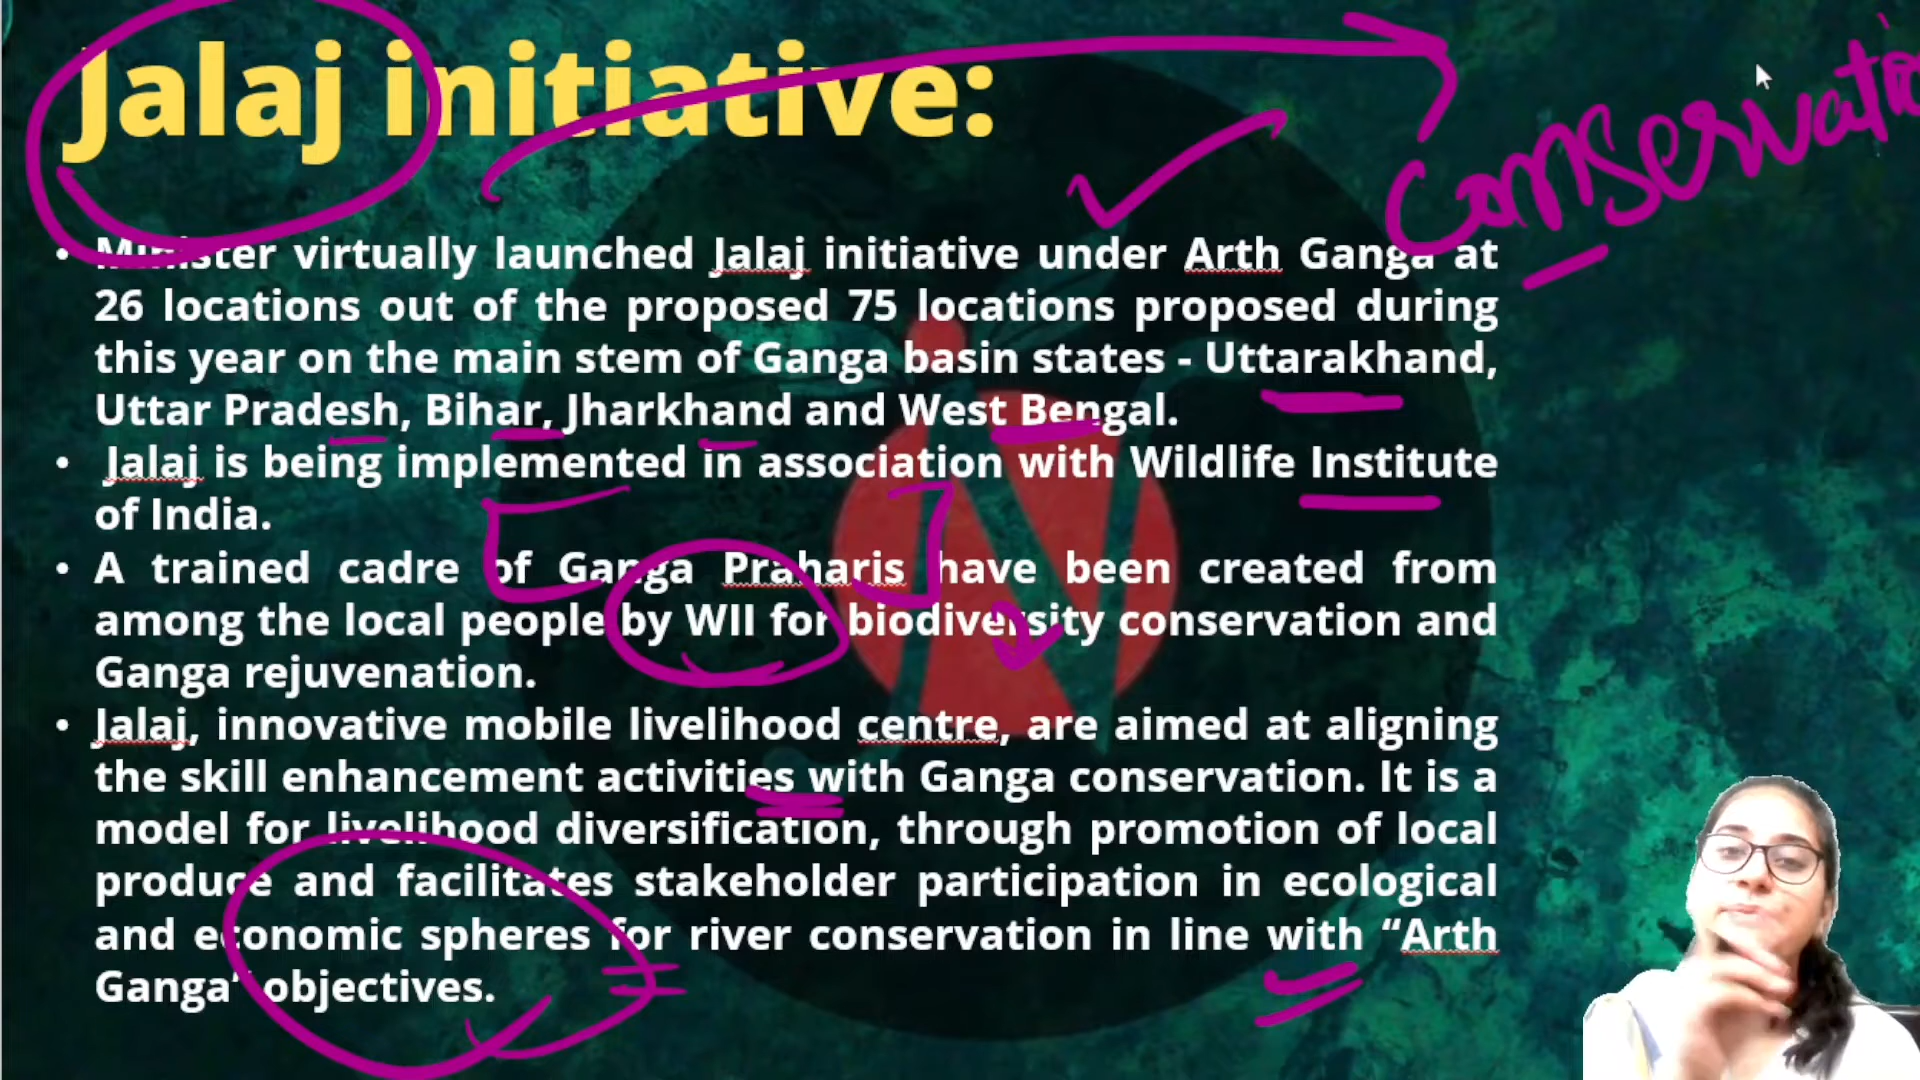 Jalaj initiative:
Conservatio
• Minister virtually launched Jalaj initiative under Arth Ganga at
26 locations out of the proposed 75 locations proposed during
this year on the main stem of Ganga basin states - Uttarakhand,
Uttar Pradesh, Bihar, Jharkhand and West Bengal.
• Jalaj is being implemented in association with Wildlife Institute
of India.
• A trained cadre of Ganga Praharis have been created from
among the local people by WII for biodiversity conservation and
Ganga rejuvenation.
• Jalaj, innovative mobile livelihood centre, are aimed at aligning
the skill enhancement activities with Ganga conservation. It is a
model for livelihood diversification, through promotion of local
produce and facilitates stakeholder participation in ecological
and economic spheres for river conservation in line with “Arth
Ganga” objectives.